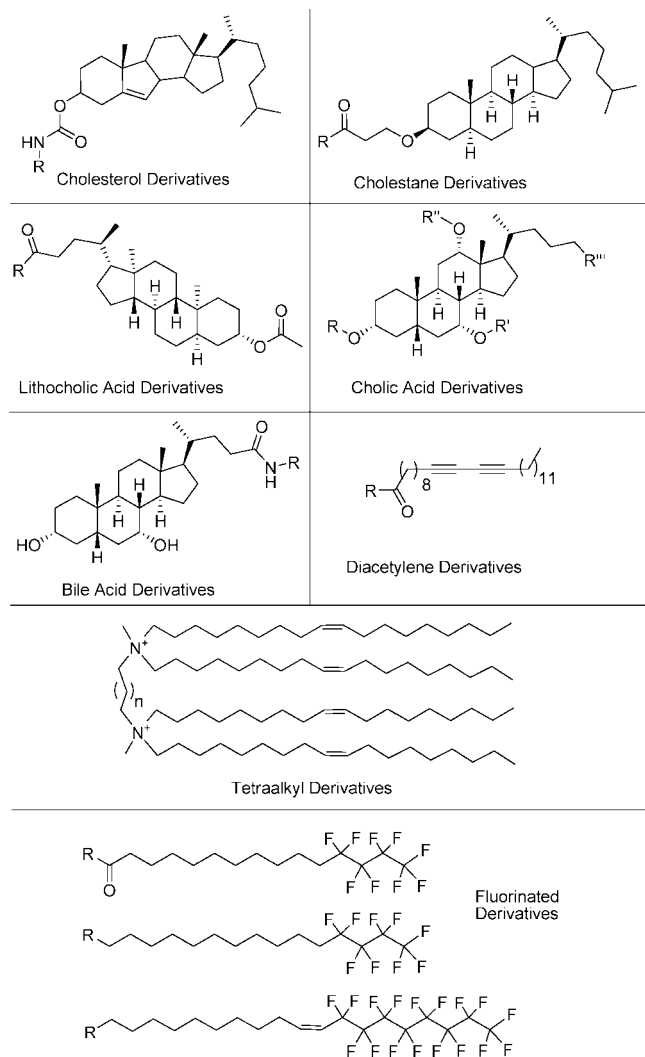 O
O
HN
R
Cholesterol Derivatives
O
R
O
H
H
H
H
Cholestane Derivatives
O
R
H
H
H
H
O
O
Lithocholic Acid Derivatives
R''
O
R'''
H
H
H
R
O
O
R'
H
Cholic Acid Derivatives
O
N
H
R
H
H
H
HO
OH
H
Bile Acid Derivatives
R
O
8
11
Diacetylene Derivatives
N+
n
N+
Tetraalkyl Derivatives
F F F F
R
F
O
F F F F
Fluorinated
Derivatives
F F F F
R
F
F F F F
F F F F F F F F
R
F
F F F F F F F F